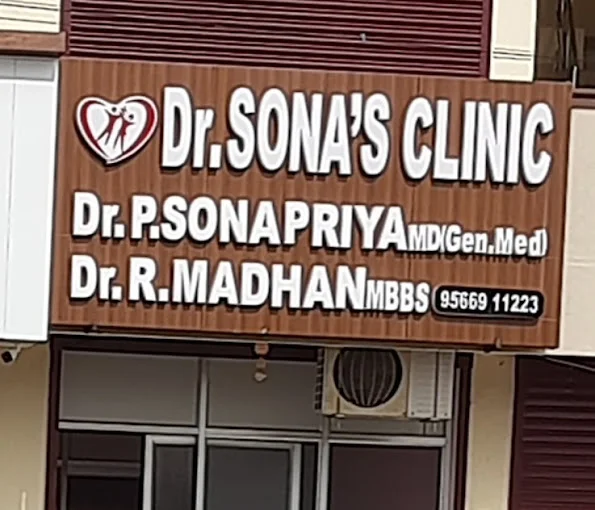 Dr.SONA'S CLINIC
Dr.P.SONAPRIYA MD(Gen.Med)
Dr.R.MADHAN MBBS 95669 11223